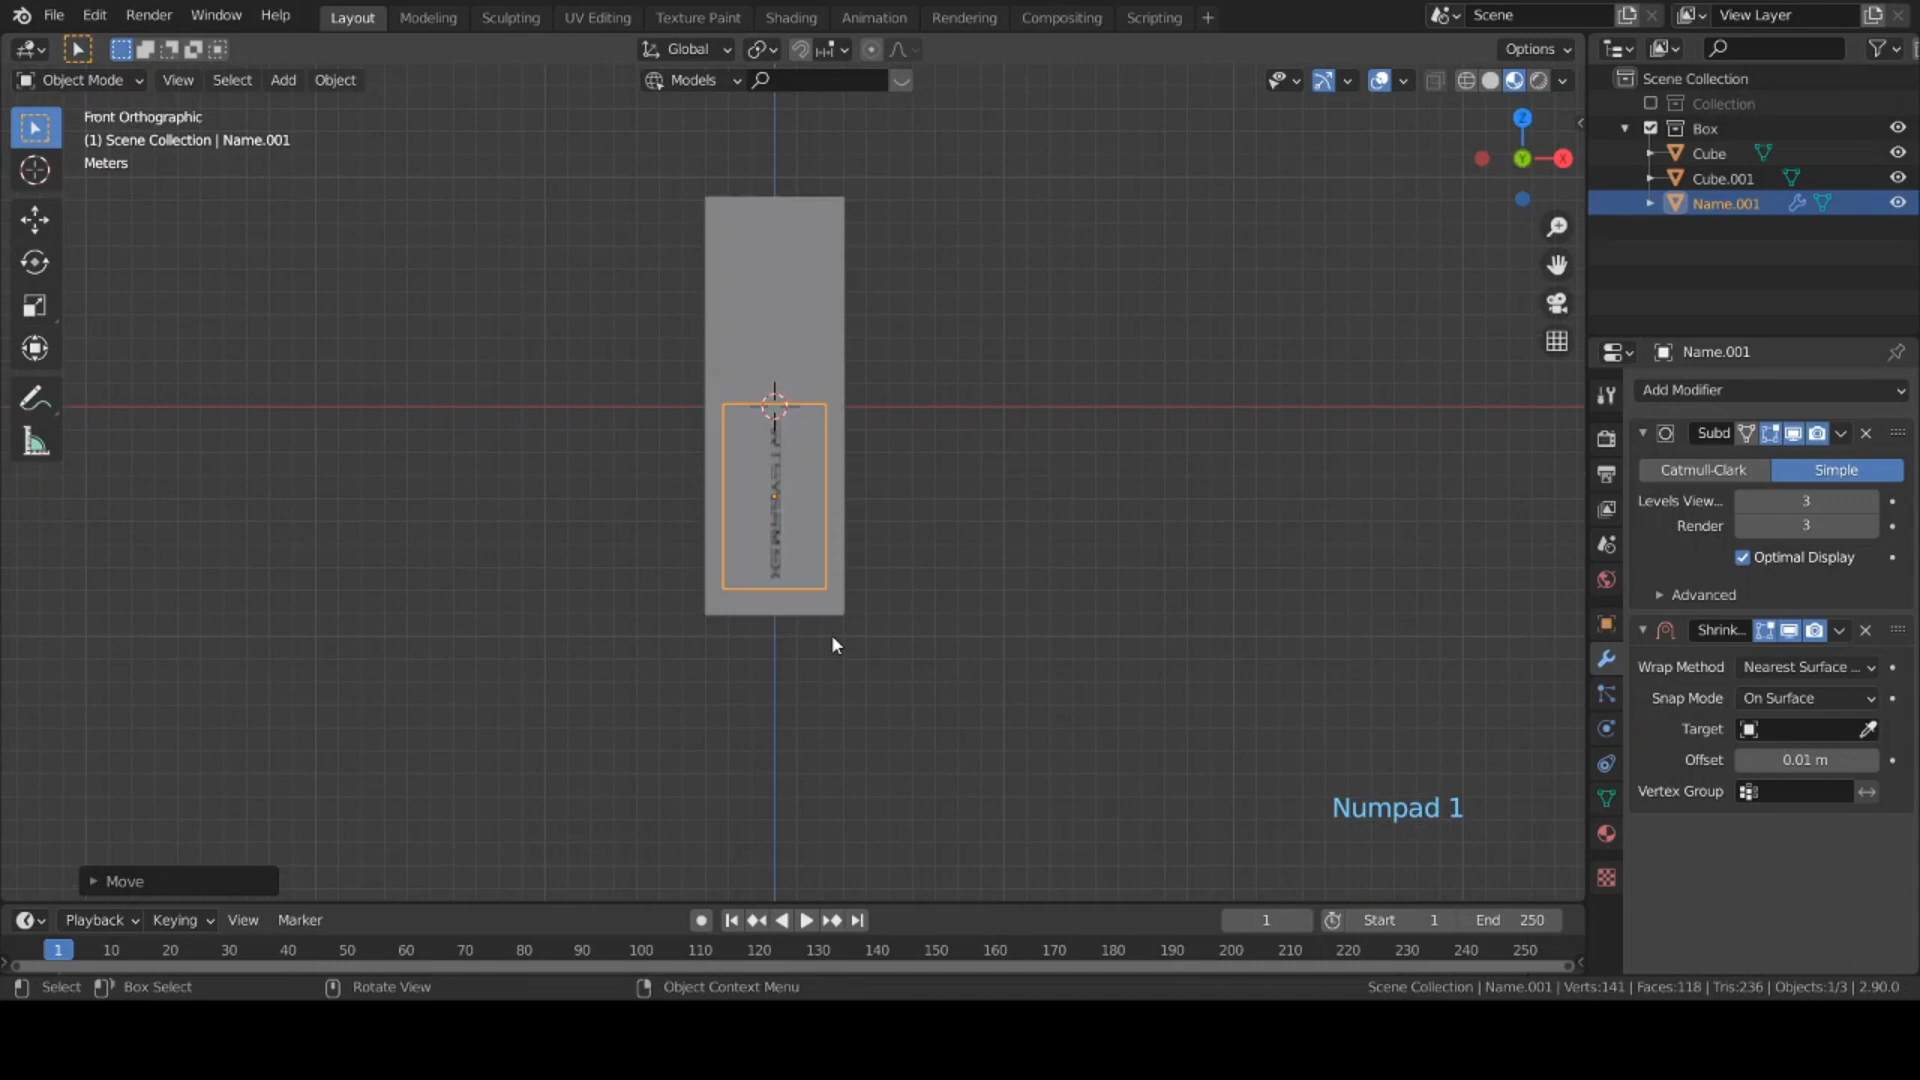 File Edit Render Window Help Layout Modeling Sculpting UV Editing Texture Paint Shading Animation Rendering Compositing Scripting + Scene View Layer
Global Options
Object Mode View Select Add Object Models
Scene Collection
Collection
Box
Cube
Cube.001
Name.001
Front Orthographic
(1) Scene Collection | Name.001
Meters
Z
Y
X
Name.001
Add Modifier
Subd
Catmull-Clark Simple
Levels View... 3
Render 3
Optimal Display
Advanced
Shrink...
Wrap Method Nearest Surface ...
Snap Mode On Surface
Target
Offset 0.01 m
Vertex Group
Numpad 1
Move
Playback Keying View Marker 1 Start 1 End 250
1 10 20 30 40 50 60 70 80 90 100 110 120 130 140 150 160 170 180 190 200 210 220 230 240 250
Select Box Select Rotate View Object Context Menu Scene Collection | Name.001 | Verts:141 | Faces:118 | Tris:236 | Objects:1/3 | 2.90.0